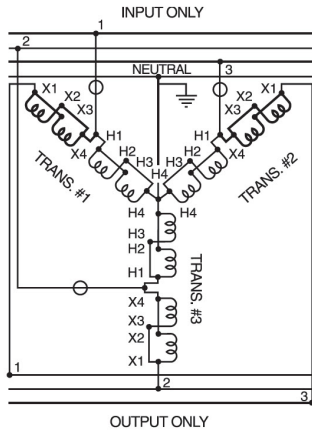 INPUT ONLY
1
2
NEUTRAL
3
X1
X2
X3
X4
H1
H2
H3
H4
H4
TRANS. #1
X1
X2
X3
X4
H1
H2
H3
H4
TRANS. #2
H3
H2
H1
X4
X3
X2
X1
TRANS. #3
1
2
3
OUTPUT ONLY